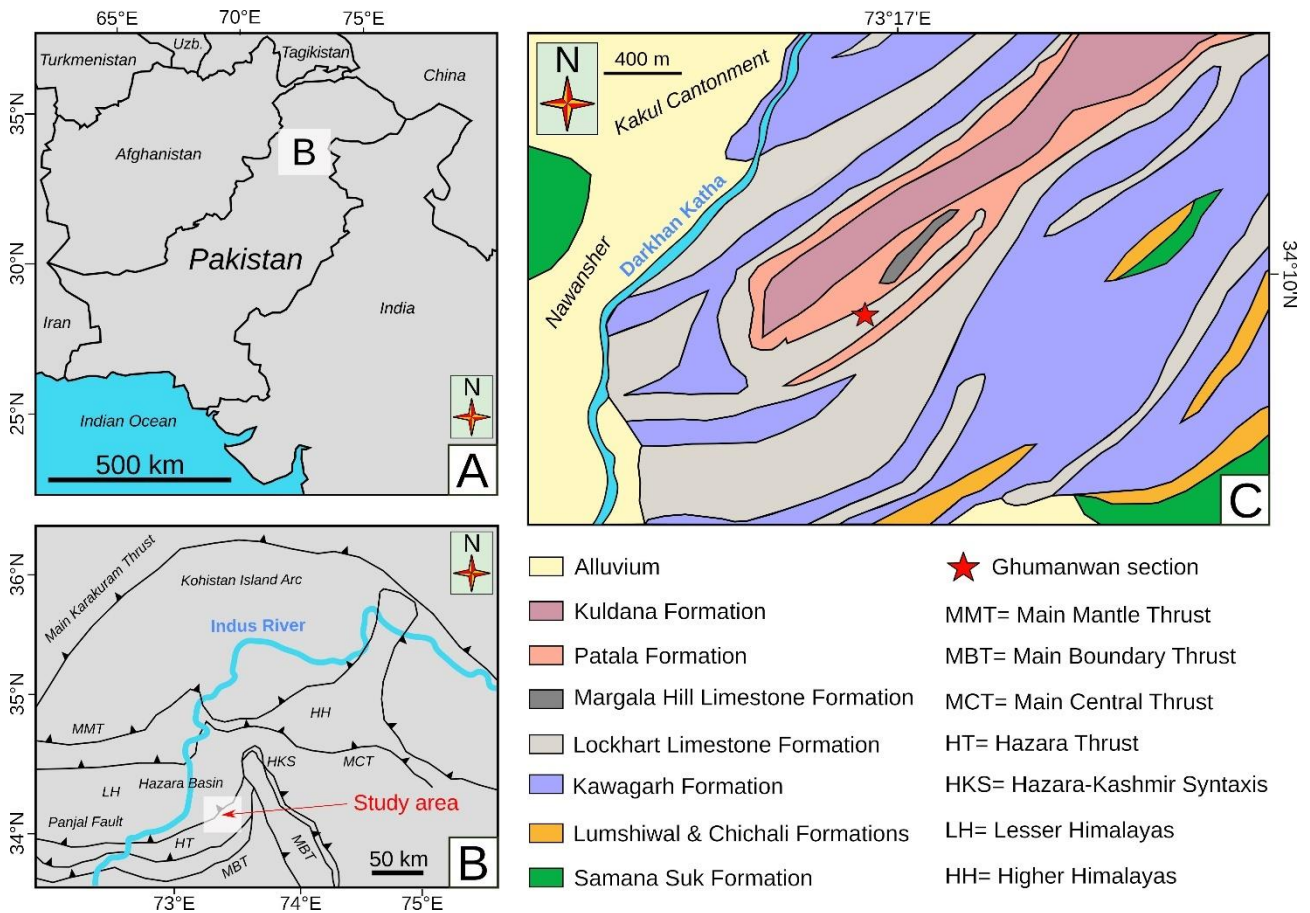 65°E
70°E
75°E
35°N
30°N
25°N
Turkmenistan
Uzb.
Tagikistan
China
Afghanistan
B
Pakistan
Iran
India
Indian Ocean
500 km
N
A
36°N
35°N
34°N
Main Karakuram Thrust
Kohistan Island Arc
N
Indus River
HH
MMT
HKS
MCT
LH
Hazara Basin
Study area
Panjal Fault
HT
MBT
MBT
50 km
B
73°E
74°E
75°E
73°17'E
N
400 m
Kakul Cantonment
Darkhan Katha
Nawansher
34°10'N
C
Alluvium
Kuldana Formation
Patala Formation
Margala Hill Limestone Formation
Lockhart Limestone Formation
Kawagarh Formation
Lumshiwal & Chichali Formations
Samana Suk Formation
Ghumanwan section
MMT= Main Mantle Thrust
MBT= Main Boundary Thrust
MCT= Main Central Thrust
HT= Hazara Thrust
HKS= Hazara-Kashmir Syntaxis
LH= Lesser Himalayas
HH= Higher Himalayas